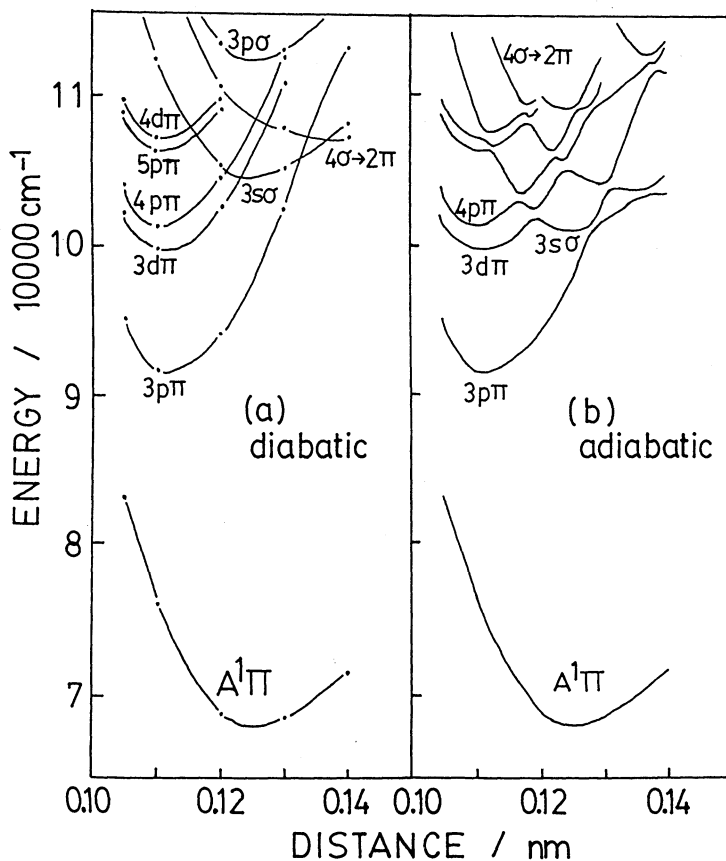 ENERGY / 10000 cm⁻¹
11
10
9
8
7
3pσ
4dπ
5pπ
4pπ
3dπ
3sσ
4σ→2π
3pπ
(a)
diabatic
A¹Π
4σ→2π
4pπ
3dπ
3sσ
3pπ
(b)
adiabatic
A¹Π
0.10 0.12 0.14 0.10 0.12 0.14
DISTANCE / nm